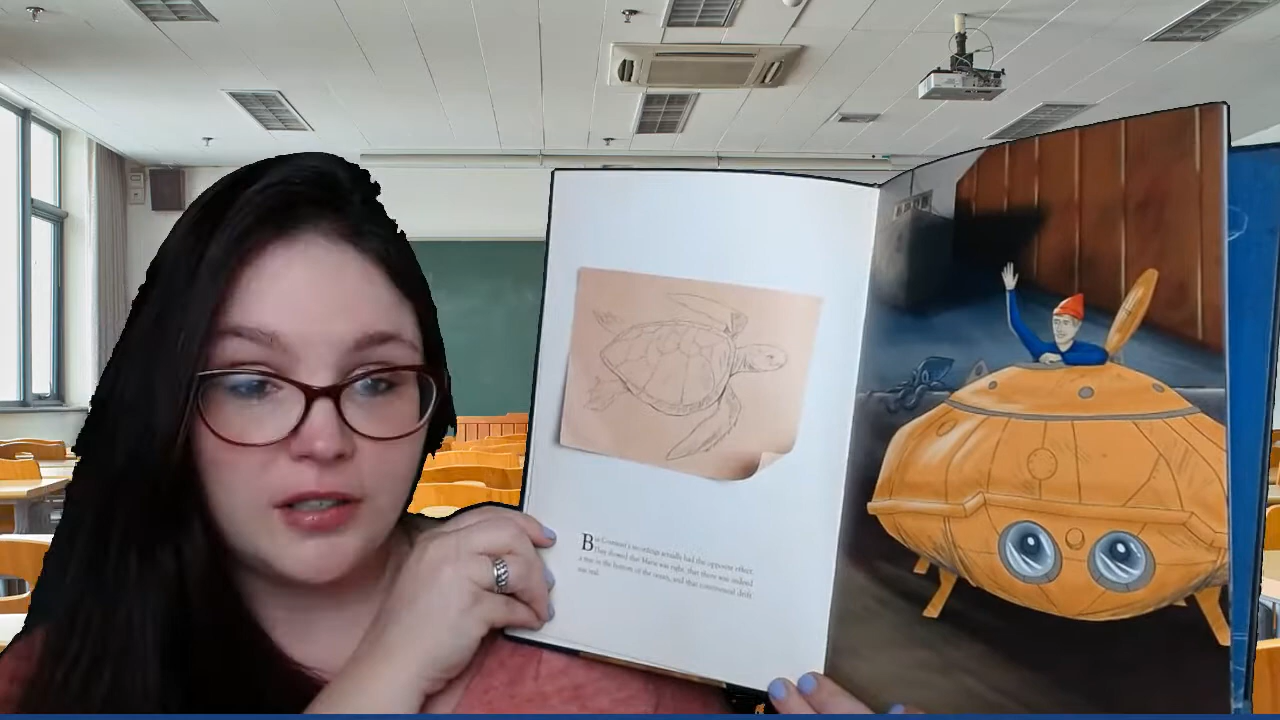 But Cousteau's recordings actually had the opposite effect.
They showed that Marie was right, that there was indeed
a rift in the bottom of the ocean, and that continental drift
was real.